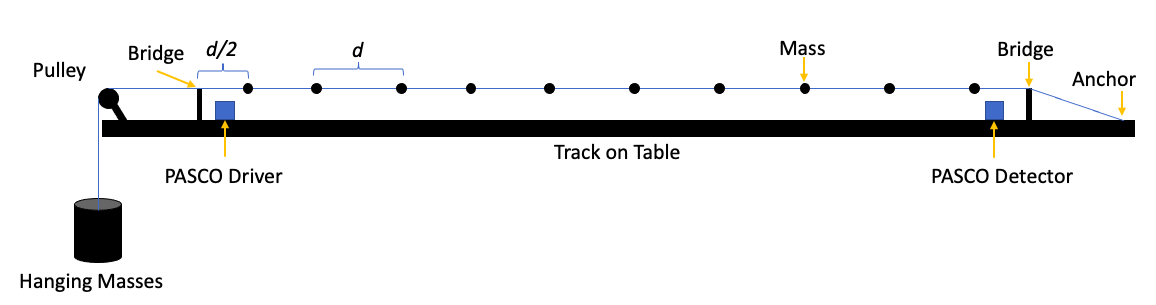 Pulley
Bridge
d/2
d
Mass
Bridge
Anchor
Track on Table
PASCO Driver
PASCO Detector
Hanging Masses